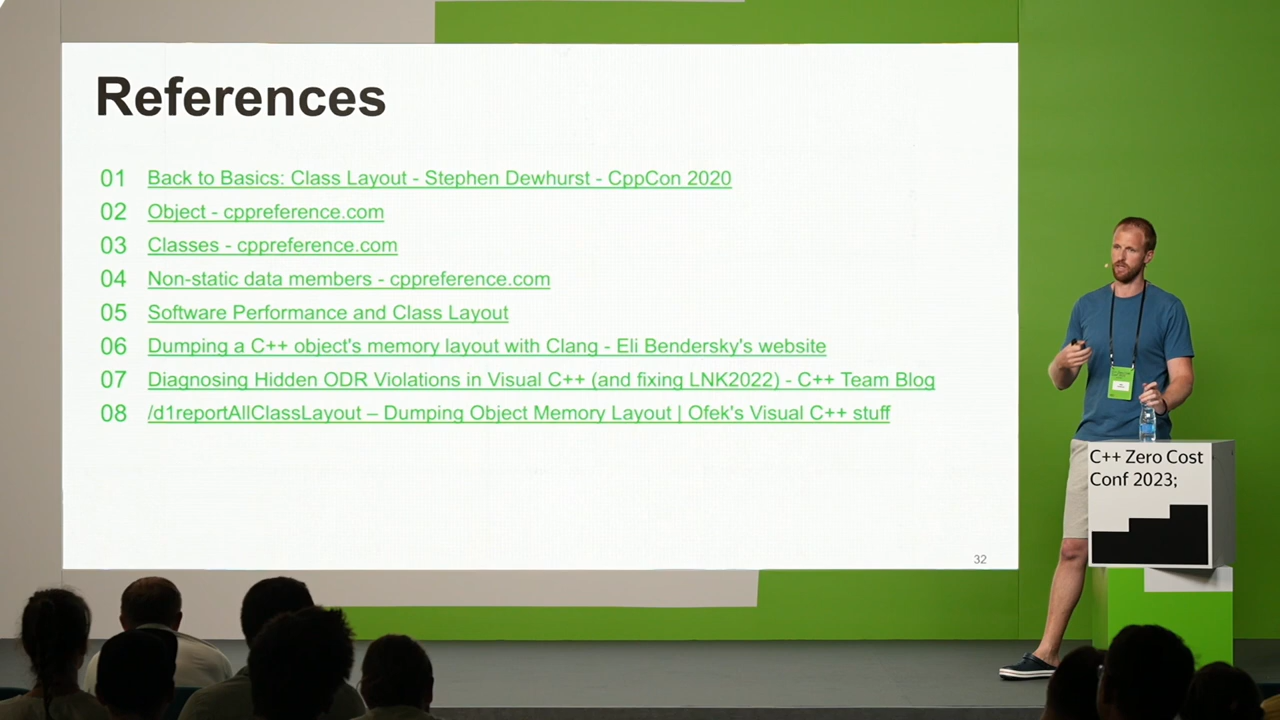 References
01 Back to Basics: Class Layout - Stephen Dewhurst - CppCon 2020
02 Object - cppreference.com
03 Classes - cppreference.com
04 Non-static data members - cppreference.com
05 Software Performance and Class Layout
06 Dumping a C++ object's memory layout with Clang - Eli Bendersky's website
07 Diagnosing Hidden ODR Violations in Visual C++ (and fixing LNK2022) - C++ Team Blog
08 /d1reportAllClassLayout – Dumping Object Memory Layout | Ofek's Visual C++ stuff
32
C++ Zero Cost
Conf 2023;